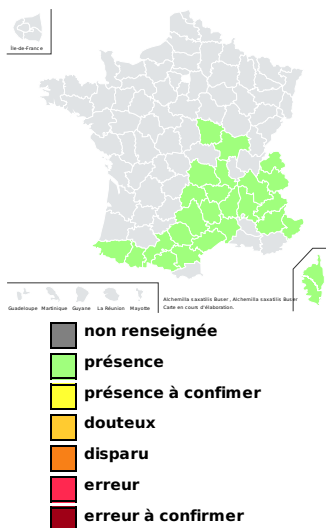 Île-de-France
Guadeloupe Martinique Guyane La Réunion Mayotte
Alchemilla saxatilis Buser , Alchemilla saxatilis Buser
Carte en cours d'élaboration.
non renseignée
présence
présence à confimer
douteux
disparu
erreur
erreur à confirmer